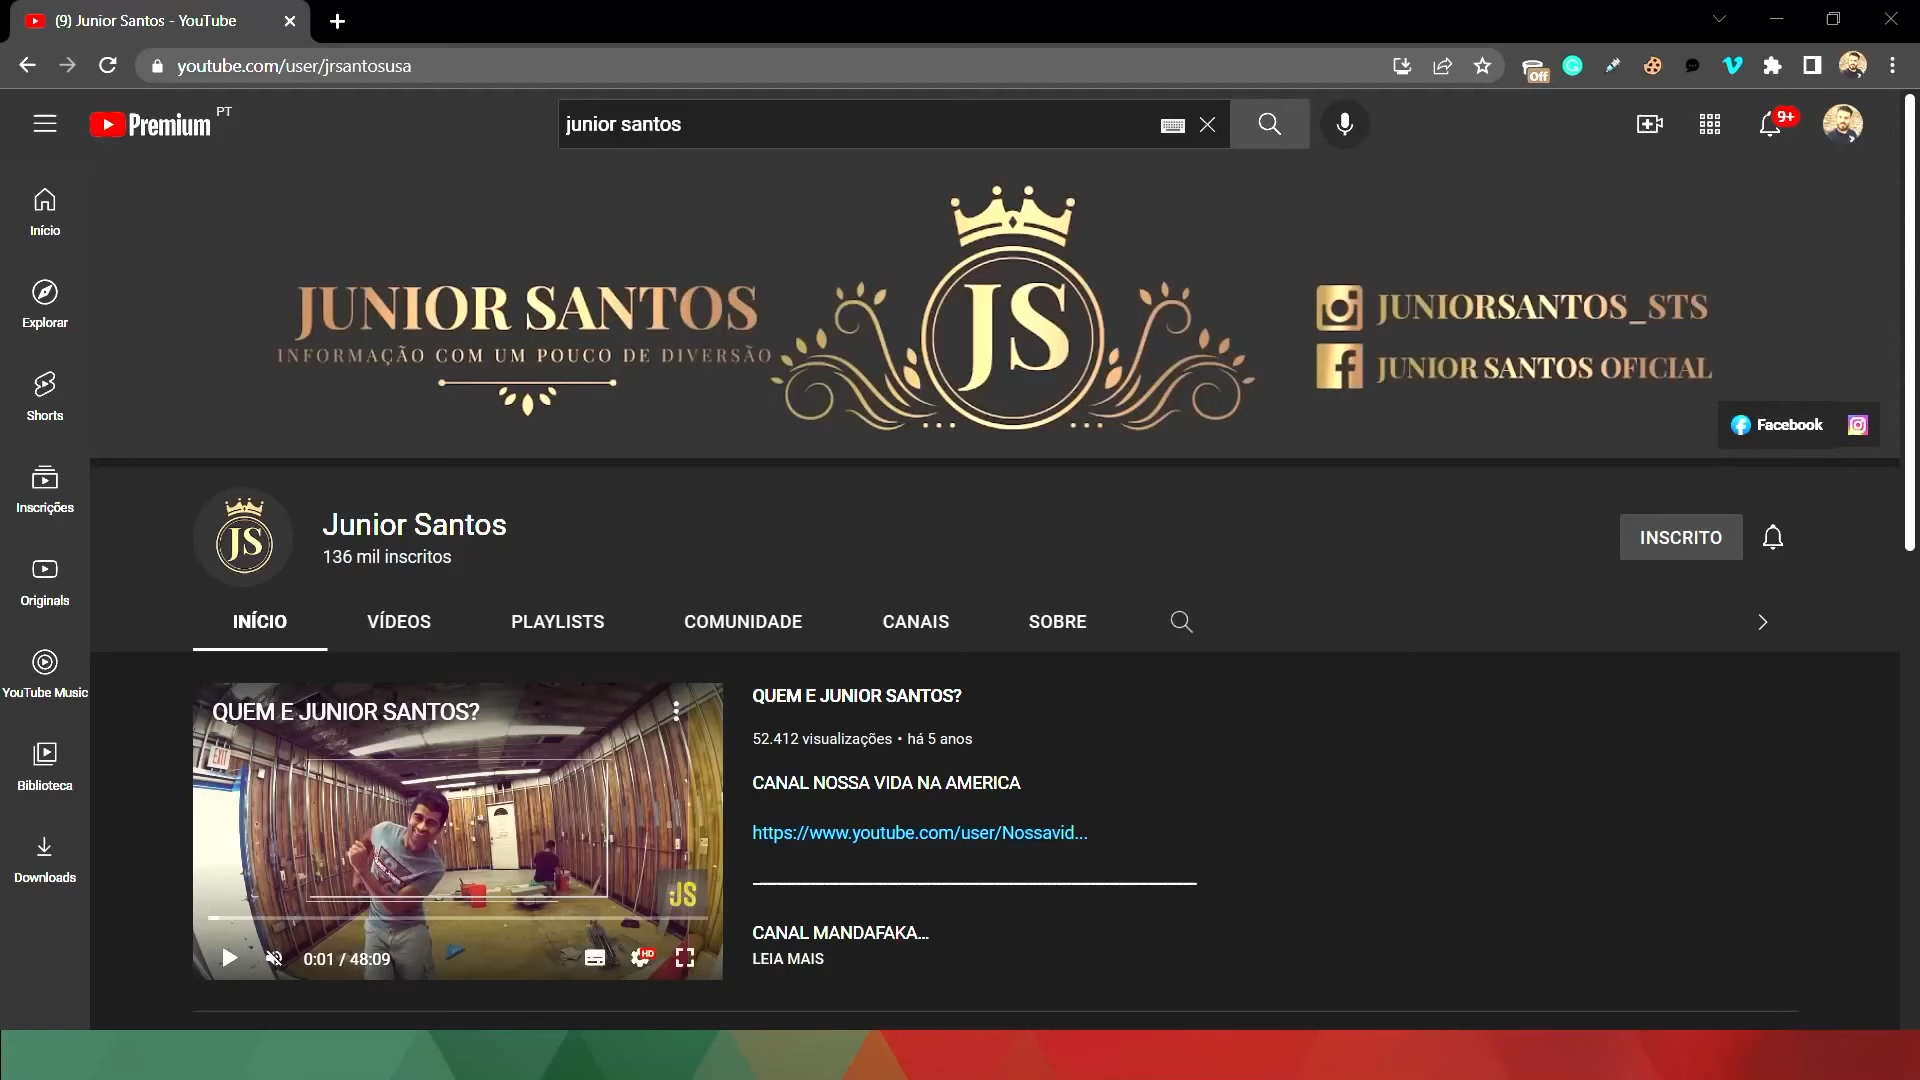 (9) Junior Santos - YouTube
youtube.com/user/jrsantosusa
Off
Premium PT
junior santos
9+
Início
Explorar
Shorts
Inscrições
Originals
YouTube Music
Biblioteca
Downloads
JUNIOR SANTOS
INFORMAÇÃO COM UM POUCO DE DIVERSÃO
JS
JUNIORSANTOS_STS
JUNIOR SANTOS OFICIAL
Facebook
JS
Junior Santos
136 mil inscritos
INSCRITO
INÍCIO
VÍDEOS
PLAYLISTS
COMUNIDADE
CANAIS
SOBRE
QUEM E JUNIOR SANTOS?
EXIT
JS
0:01 / 48:09
HD
QUEM E JUNIOR SANTOS?
52.412 visualizações • há 5 anos
CANAL NOSSA VIDA NA AMERICA
https://www.youtube.com/user/Nossavid...
CANAL MANDAFAKA...
LEIA MAIS